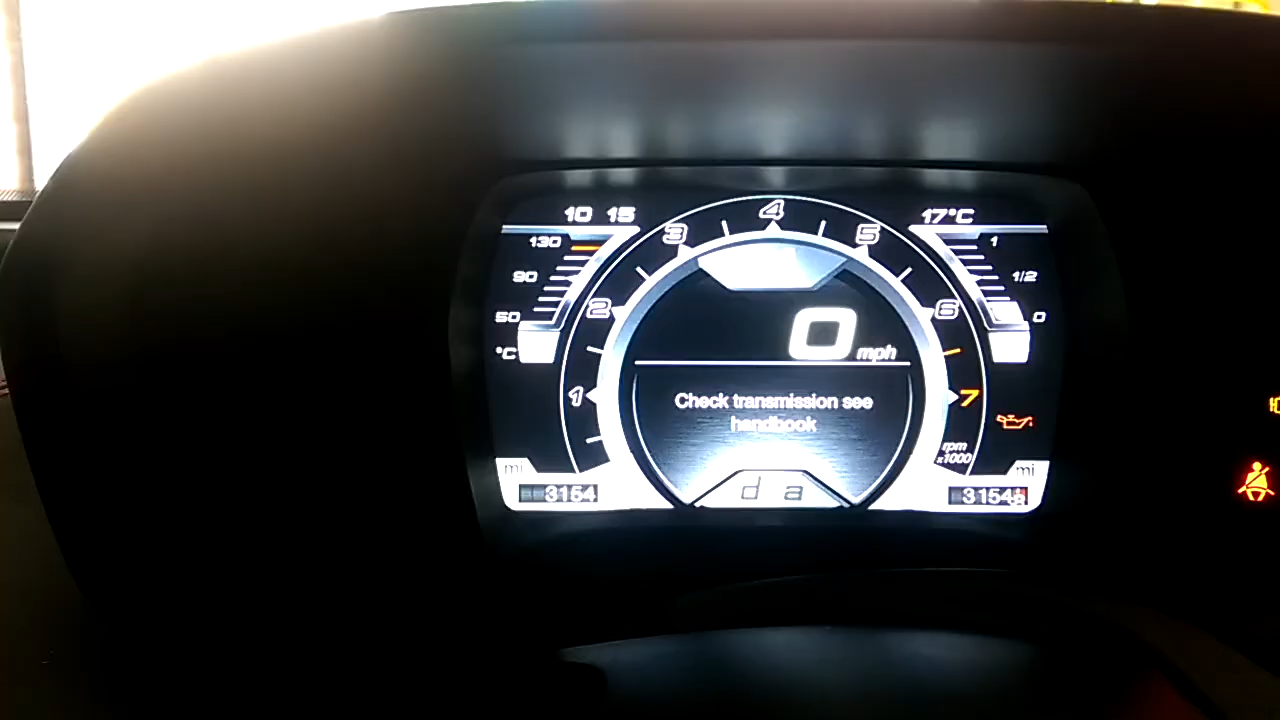 10 15
17°C
130
90
50
°C
1
1/2
0
1
2
3
4
5
6
7
rpm
x1000
0 mph
Check transmission see
handbook
d a
mi
3154
mi
3154